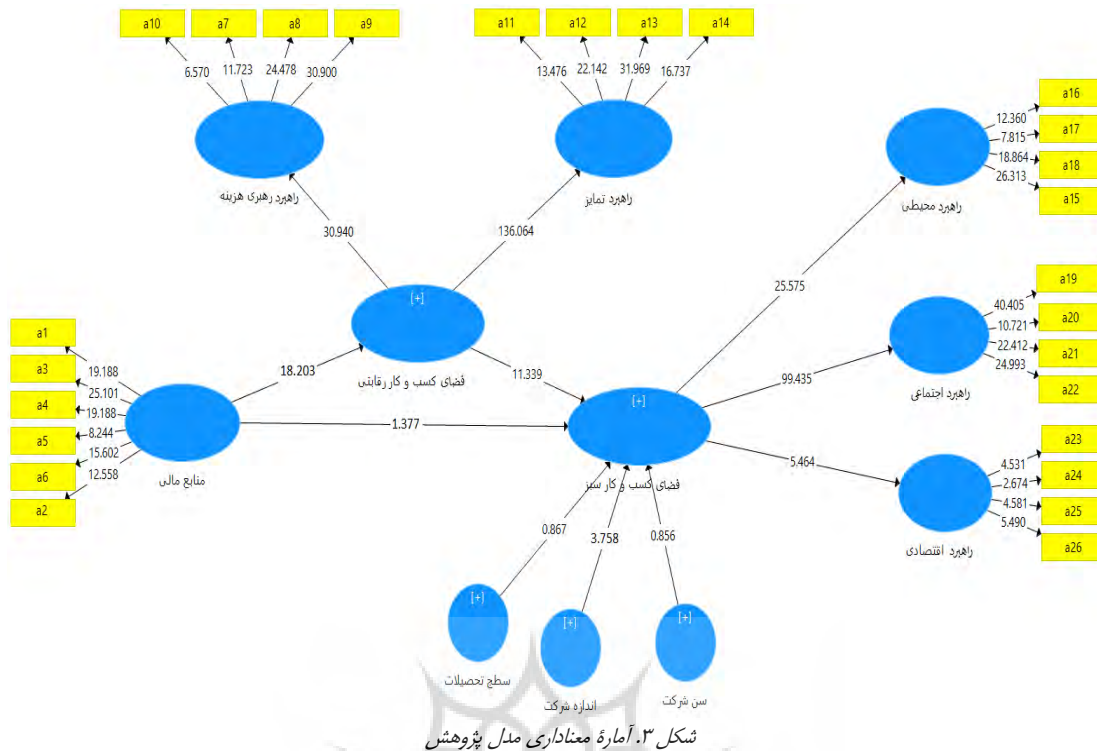 a10
a7
a8
a9
a11
a12
a13
a14
6.570
11.723
24.478
30.900
13.476
22.142
31.969
16.737
راهبرد رهبری هزینه
راهبرد تمایز
a16
a17
a18
a15
12.360
7.815
18.864
26.313
راهبرد محیطی
30.940
136.064
25.575
[+]
فضای کسب و کار رقابتی
a19
a20
a21
a22
40.405
10.721
22.412
24.993
راهبرد اجتماعی
a1
a3
a4
a5
a6
a2
19.188
25.101
19.188
8.244
15.602
12.558
منابع مالی
18.203
11.339
1.377
99.435
5.464
[+]
فضای کسب و کار سبز
a23
a24
a25
a26
4.531
2.674
4.581
5.490
راهبرد اقتصادی
0.867
3.758
0.856
[+]
[+]
[+]
سطح تحصیلات
اندازه شرکت
سن شرکت
شکل ۳. آمارۀ معناداری مدل پژوهش